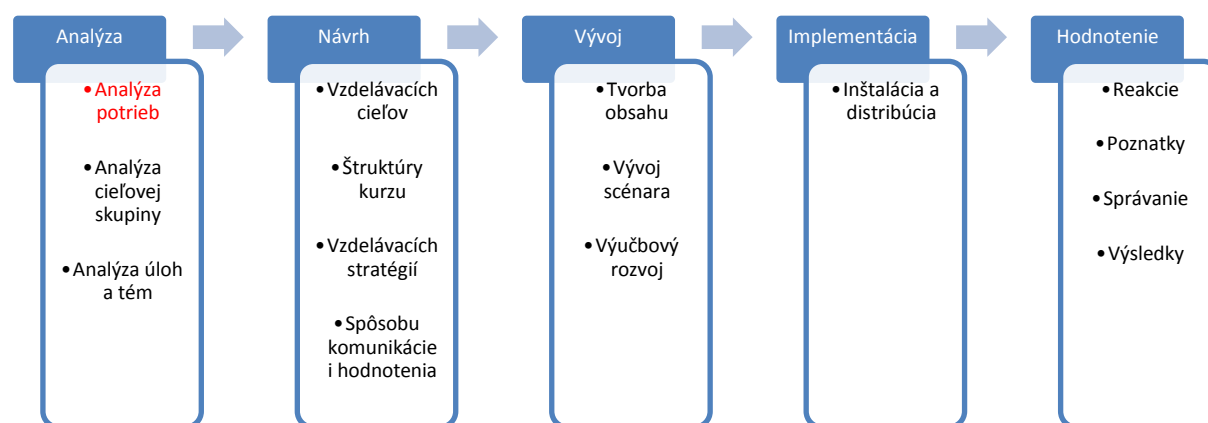 Analýza
•Analýza
potrieb
•Analýza
cieľovej
skupiny
•Analýza úloh
a tém
Návrh
•Vzdelávacích
cieľov
•Štruktúry
kurzu
•Vzdelávacích
stratégií
•Spôsobu
komunikácie
i hodnotenia
Vývoj
•Tvorba
obsahu
•Vývoj
scénara
•Výučbový
rozvoj
Implementácia
•Inštalácia a
distribúcia
Hodnotenie
•Reakcie
•Poznatky
•Správanie
•Výsledky